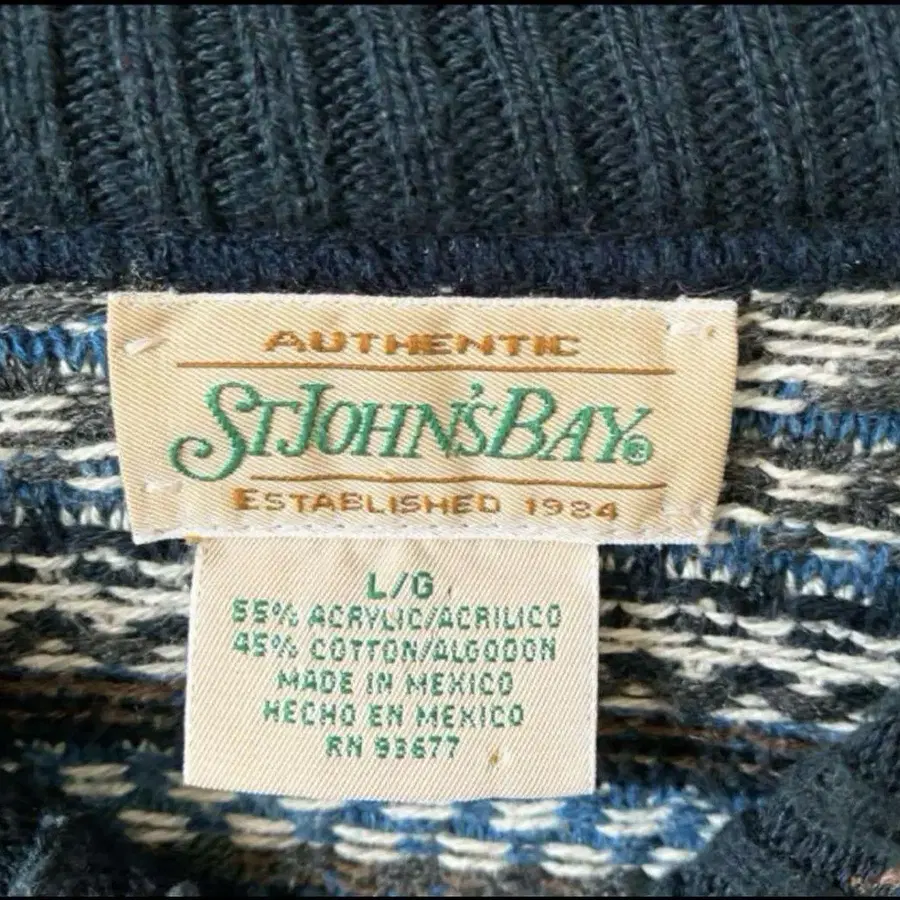 AUTHENTIC
ST JOHN'S BAY®
ESTABLISHED 1984
L/G
55% ACRYLIC/ACRILICO
45% COTTON/ALGODON
MADE IN MEXICO
HECHO EN MEXICO
RN 93677